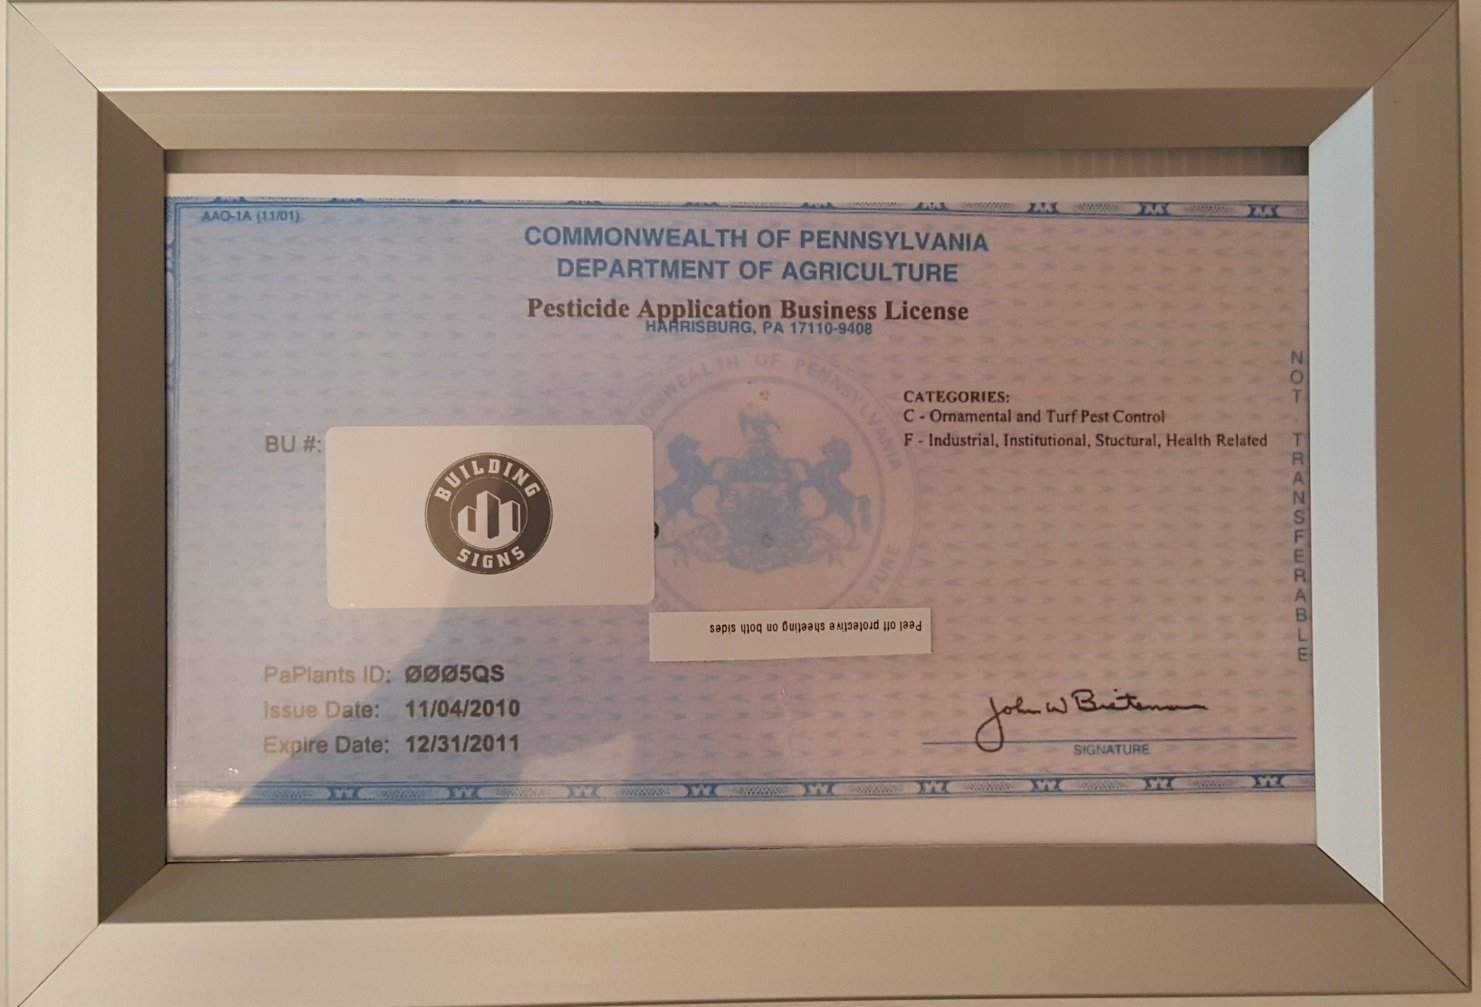 AAO-1A (11/01)
COMMONWEALTH OF PENNSYLVANIA
DEPARTMENT OF AGRICULTURE
Pesticide Application Business License
HARRISBURG, PA 17110-9408
CATEGORIES:
C - Ornamental and Turf Pest Control
F - Industrial, Institutional, Stuctural, Health Related
NOT TRANSFERABLE
BU #:
BUILDING
SIGNS
Peel off protective sheeting on both sides
PaPlants ID: ØØØ5QS
Issue Date: 11/04/2010
Expire Date: 12/31/2011
John W Breteman
SIGNATURE